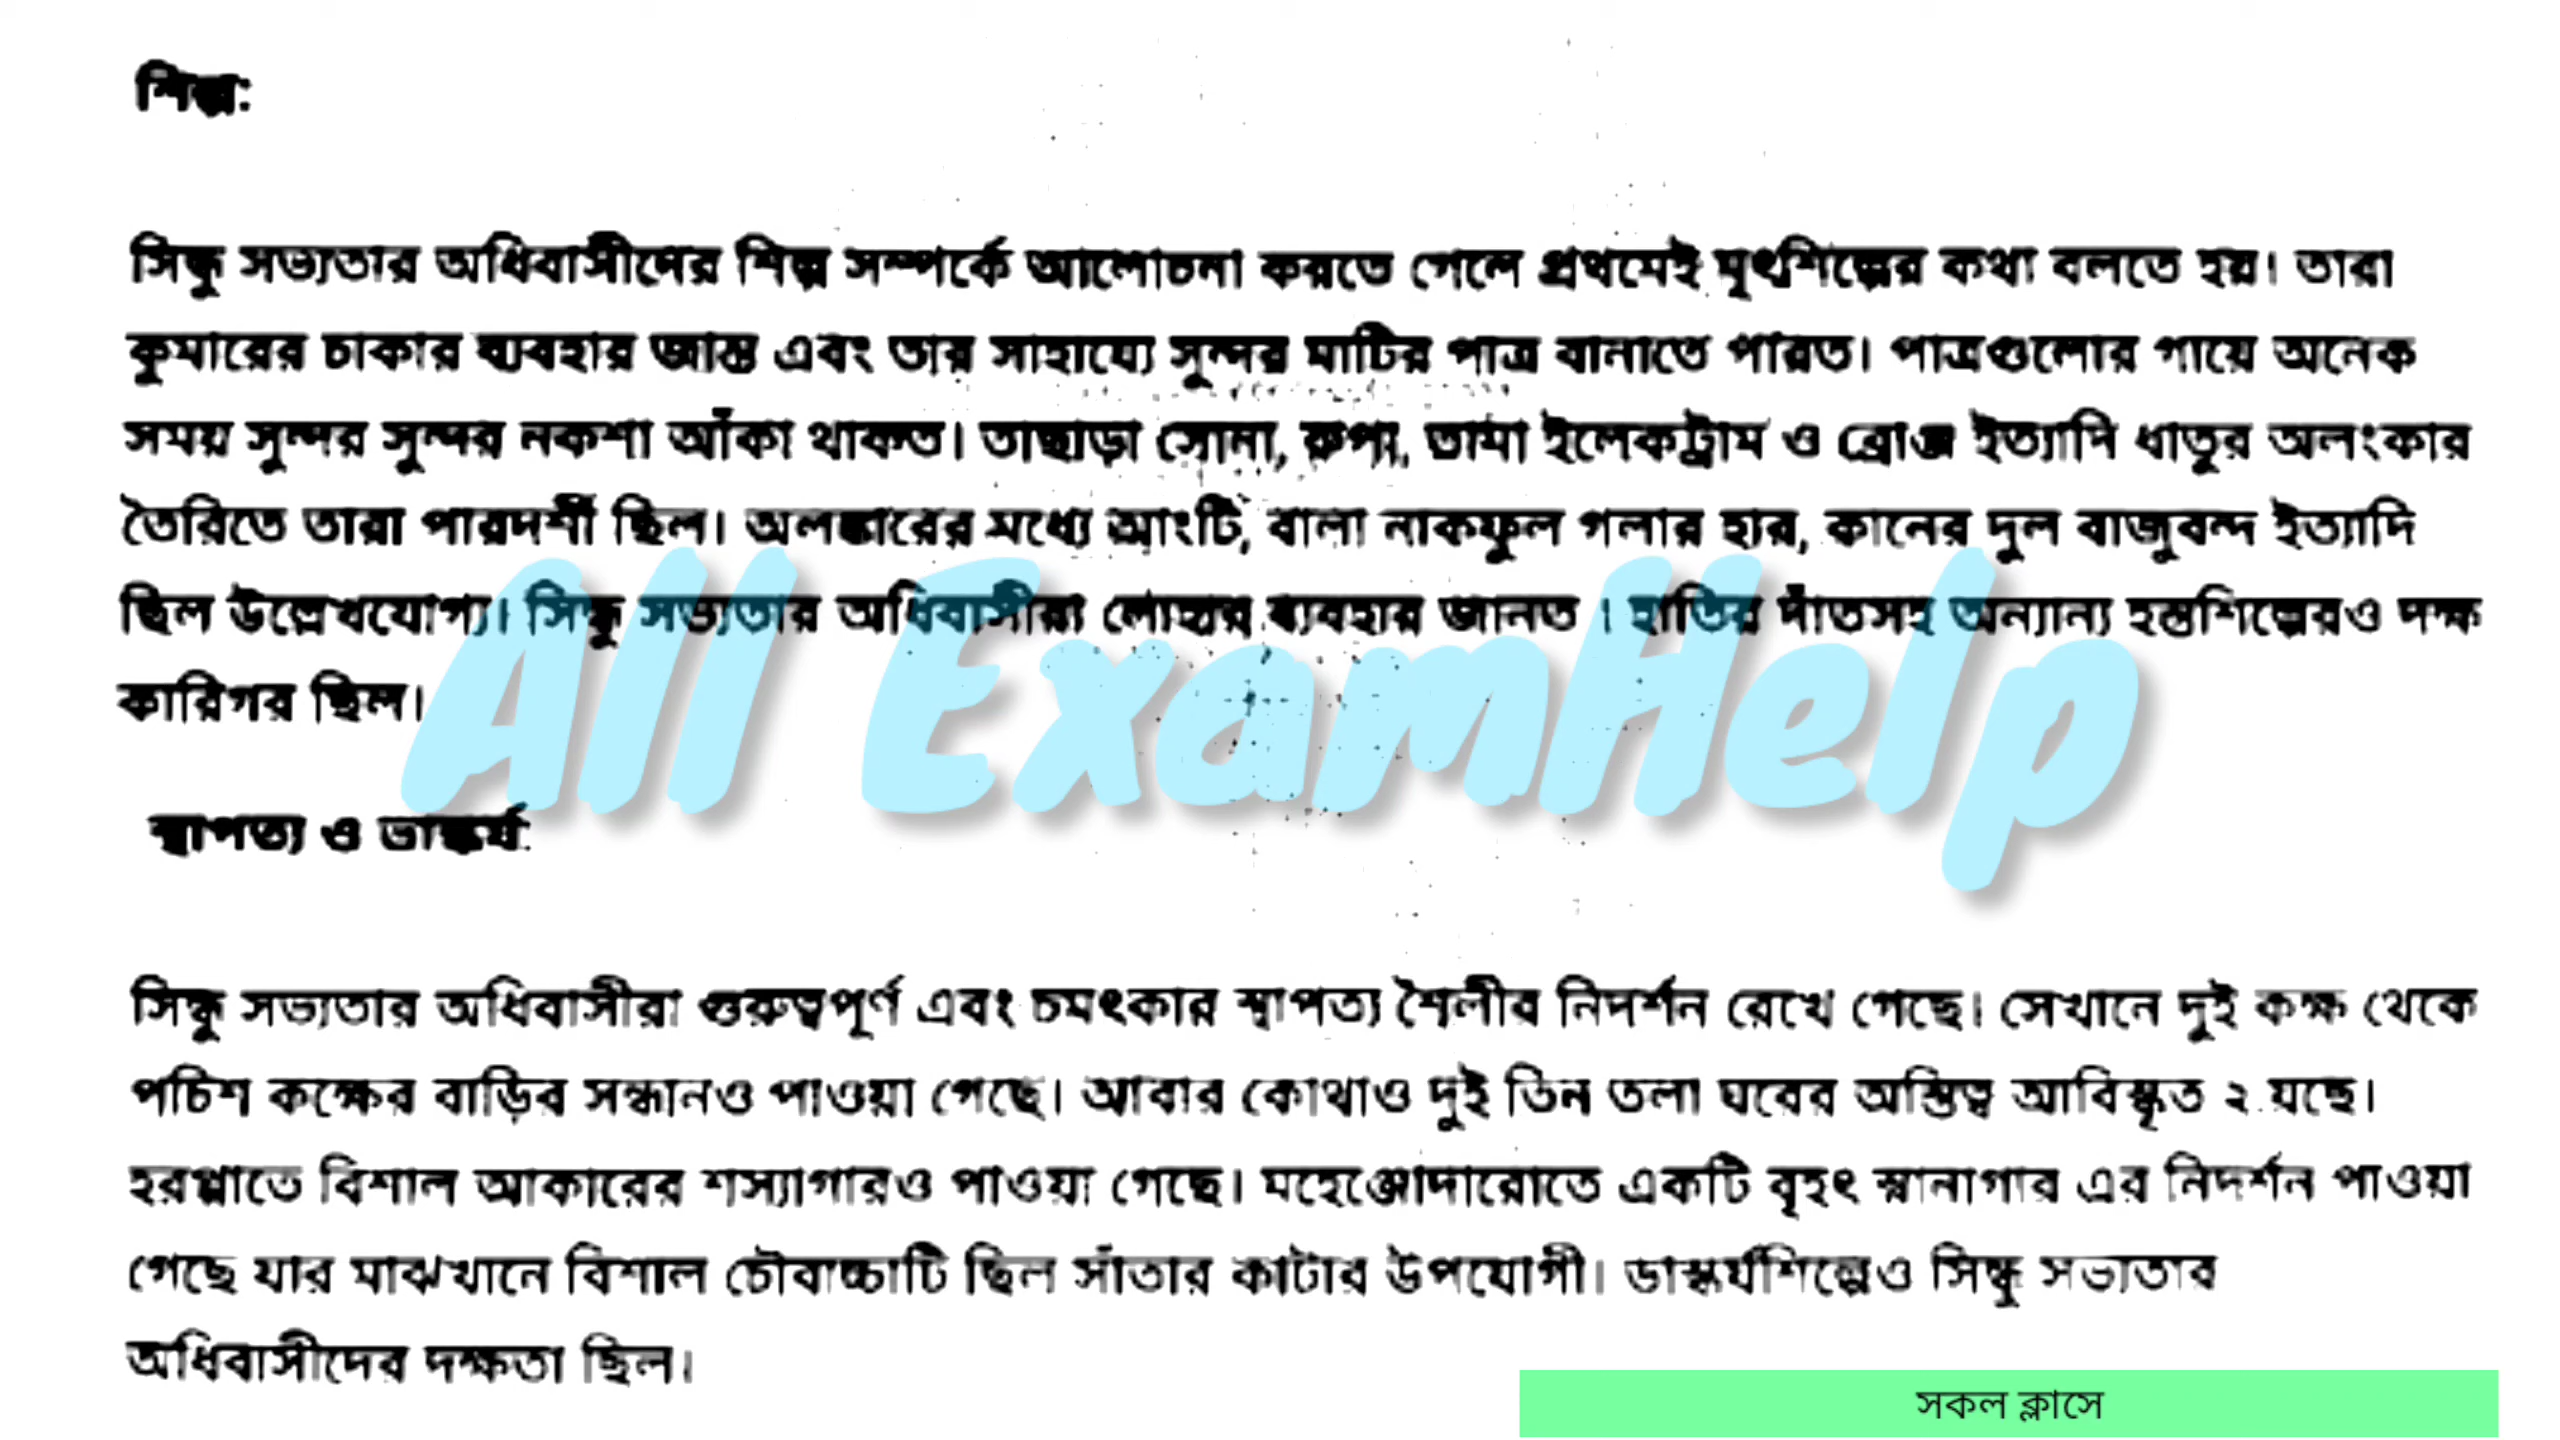 শিল্প:
সিন্ধু সভ্যতার অধিবাসীদের শিল্প সম্পর্কে আলোচনা করতে গেলে প্রথমেই মৃৎশিল্পের কথা বলতে হয়। তারা
কুমারের চাকার ব্যবহার জানত এবং তার সাহায্যে সুন্দর মাটির পাত্র বানাতে পারত। পাত্রগুলোর গায়ে অনেক
সময় সুন্দর সুন্দর নকশা আঁকা থাকত। তাছাড়া সোনা, রুপা, তামা ইলেকট্রাম ও ব্রোঞ্জ ইত্যাদি ধাতুর অলংকার
তৈরিতে তারা পারদর্শী ছিল। অলঙ্কারের মধ্যে আংটি, বালা নাকফুল গলার হার, কানের দুল বাজুবন্দ ইত্যাদি
ছিল উল্লেখযোগ্য। সিন্ধু সভ্যতার অধিবাসীরা লোহার ব্যবহার জানত । হাতির দাঁতসহ অন্যান্য হস্তশিল্পেরও দক্ষ
কারিগর ছিল।
All ExamHelp
স্থাপত্য ও ভাস্কর্য:
সিন্ধু সভ্যতার অধিবাসীরা গুরুত্বপূর্ণ এবং চমৎকার স্থাপত্য শৈলীর নিদর্শন রেখে গেছে। সেখানে দুই কক্ষ থেকে
পচিশ কক্ষের বাড়ির সন্ধানও পাওয়া গেছে। আবার কোথাও দুই তিন তলা ঘরের অস্তিত্ব আবিস্কৃত ২ য়ছে।
হরপ্পাতে বিশাল আকারের শস্যাগারও পাওয়া গেছে। মহেঞ্জোদারোতে একটি বৃহৎ স্নানাগার এর নিদর্শন পাওয়া
গেছে যার মাঝখানে বিশাল চৌবাচ্চাটি ছিল সাঁতার কাটার উপযোগী। ভাস্কর্যশিল্পেও সিন্ধু সভ্যতার
অধিবাসীদের দক্ষতা ছিল।
সকল ক্লাসে